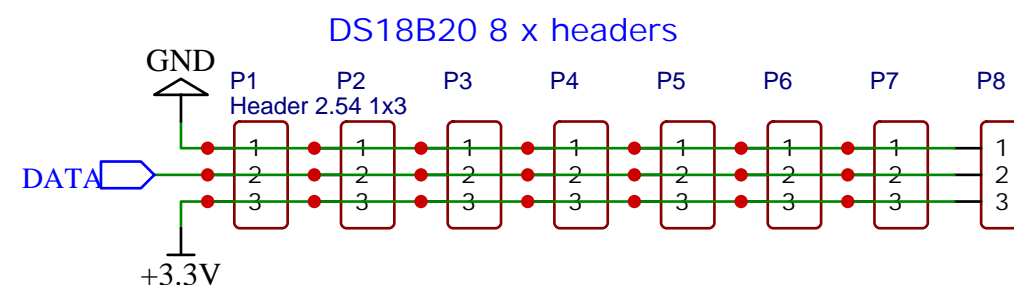 DS18B20 8 x headers
GND
P1 P2 P3 P4 P5 P6 P7 P8
Header 2.54 1x3
1 1 1 1 1 1 1 1
DATA 2 2 2 2 2 2 2 2
3 3 3 3 3 3 3 3
+3.3V